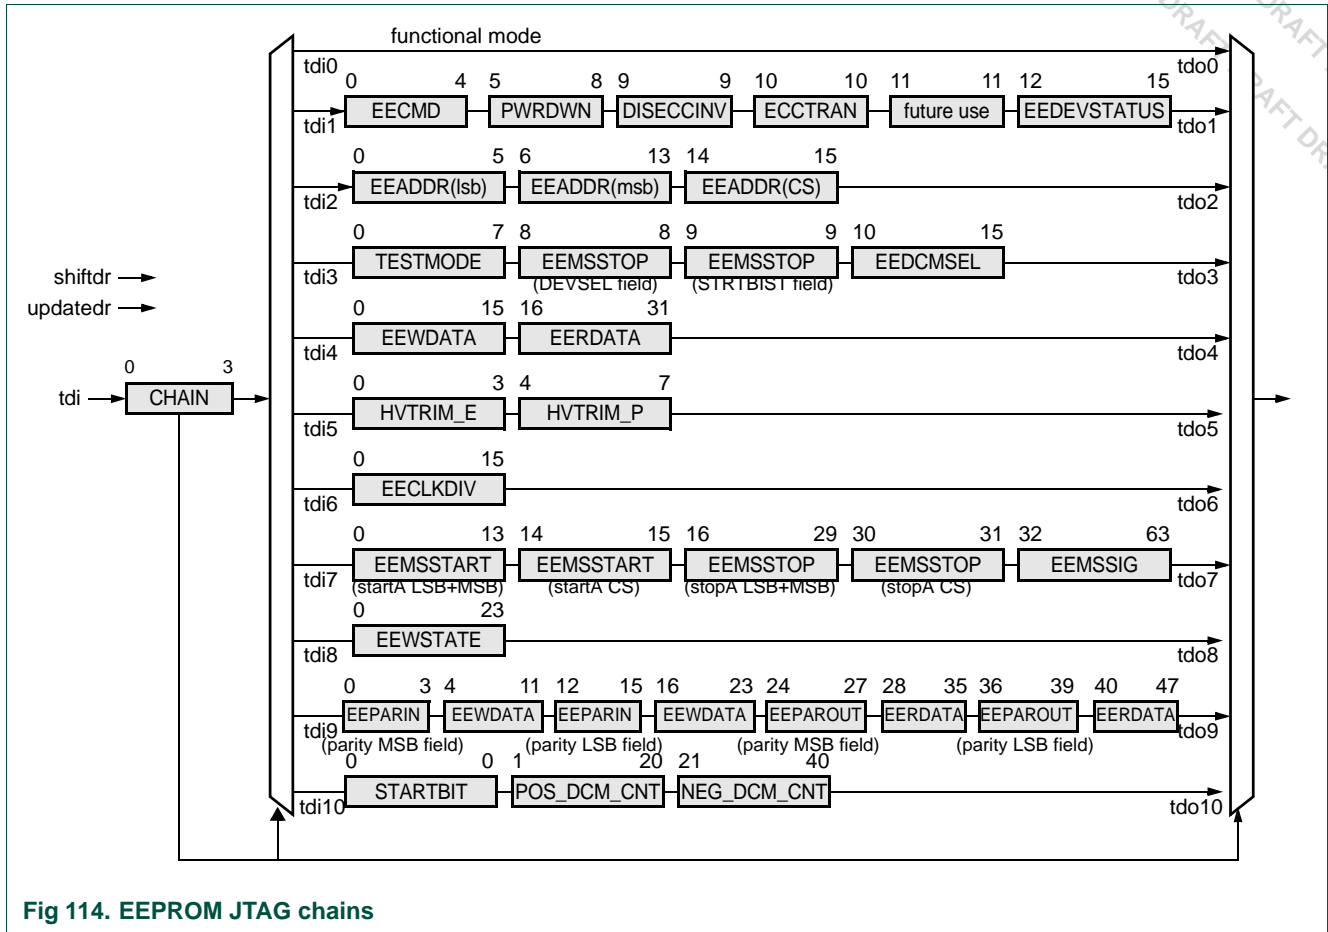 DRAFT DRAFT
DRAFT DRAFT DRA
functional mode
tdi0 tdo0
0 4 5 8 9 9 10 10 11 11 12 15
EECMD PWRDWN DISECCINV ECCTRAN future use EEDEVSTATUS
tdi1 tdo1
0 5 6 13 14 15
EEADDR(lsb) EEADDR(msb) EEADDR(CS)
tdi2 tdo2
0 7 8 8 9 9 10 15
TESTMODE EEMSSTOP EEMSSTOP EEDCMSEL
tdi3 (DEVSEL field) (STRTBIST field) tdo3
shiftdr
updatedr
0 15 16 31
EEWDATA EERDATA
tdi4 tdo4
0 3
tdi CHAIN
0 3 4 7
HVTRIM_E HVTRIM_P
tdi5 tdo5
0 15
EECLKDIV
tdi6 tdo6
0 13 14 15 16 29 30 31 32 63
EEMSSTART EEMSSTART EEMSSTOP EEMSSTOP EEMSSIG
tdi7 (startA LSB+MSB) (startA CS) (stopA LSB+MSB) (stopA CS) tdo7
0 23
EEWSTATE
tdi8 tdo8
0 3 4 11 12 15 16 23 24 27 28 35 36 39 40 47
EEPARIN EEWDATA EEPARIN EEWDATA EEPAROUT EERDATA EEPAROUT EERDATA
tdi9 tdo9
(parity MSB field) (parity LSB field) (parity MSB field) (parity LSB field)
0 0 1 20 21 40
STARTBIT POS_DCM_CNT NEG_DCM_CNT
tdi10 tdo10
Fig 114. EEPROM JTAG chains